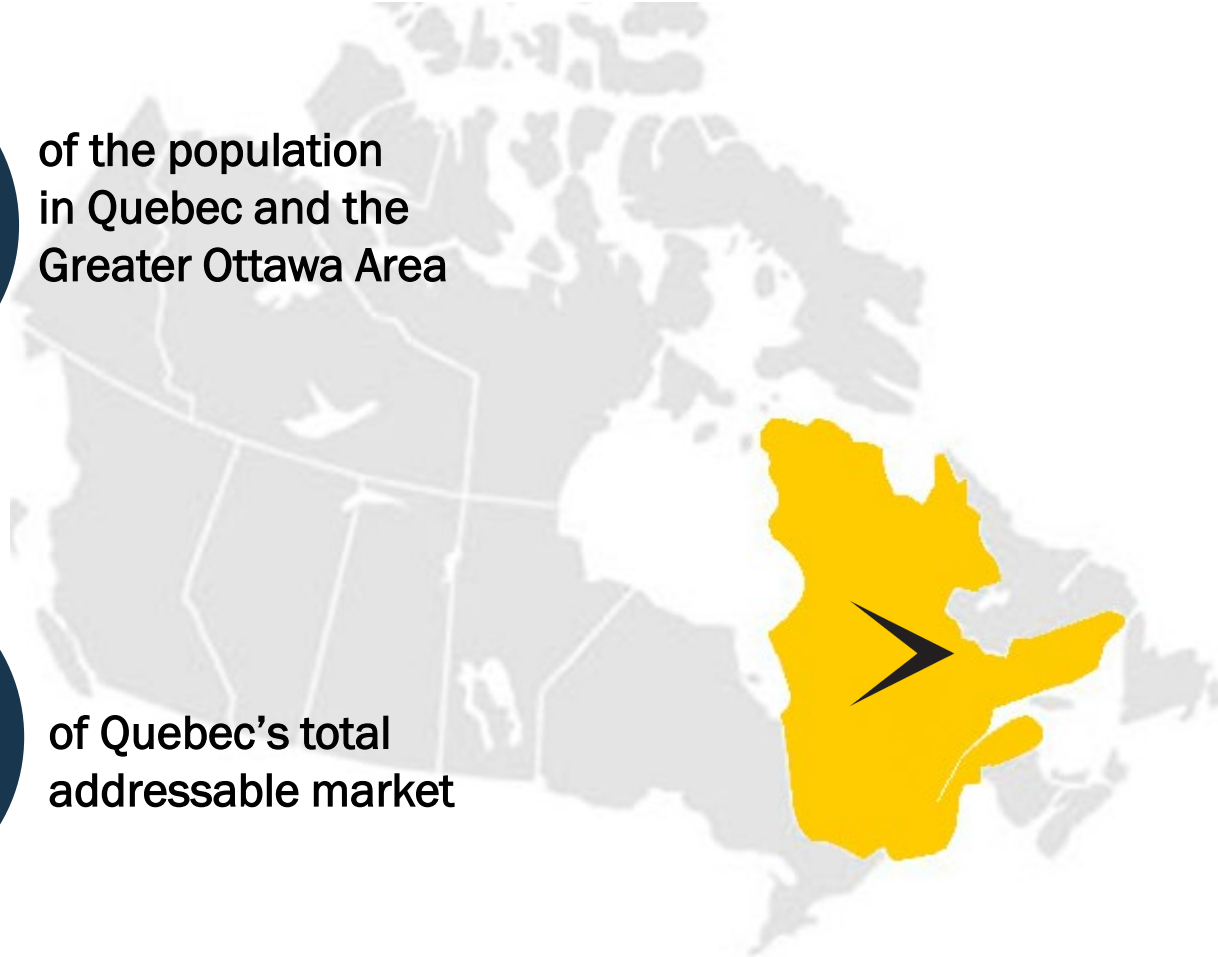 of the population
in Quebec and the
Greater Ottawa Area
of Quebec’s total
addressable market